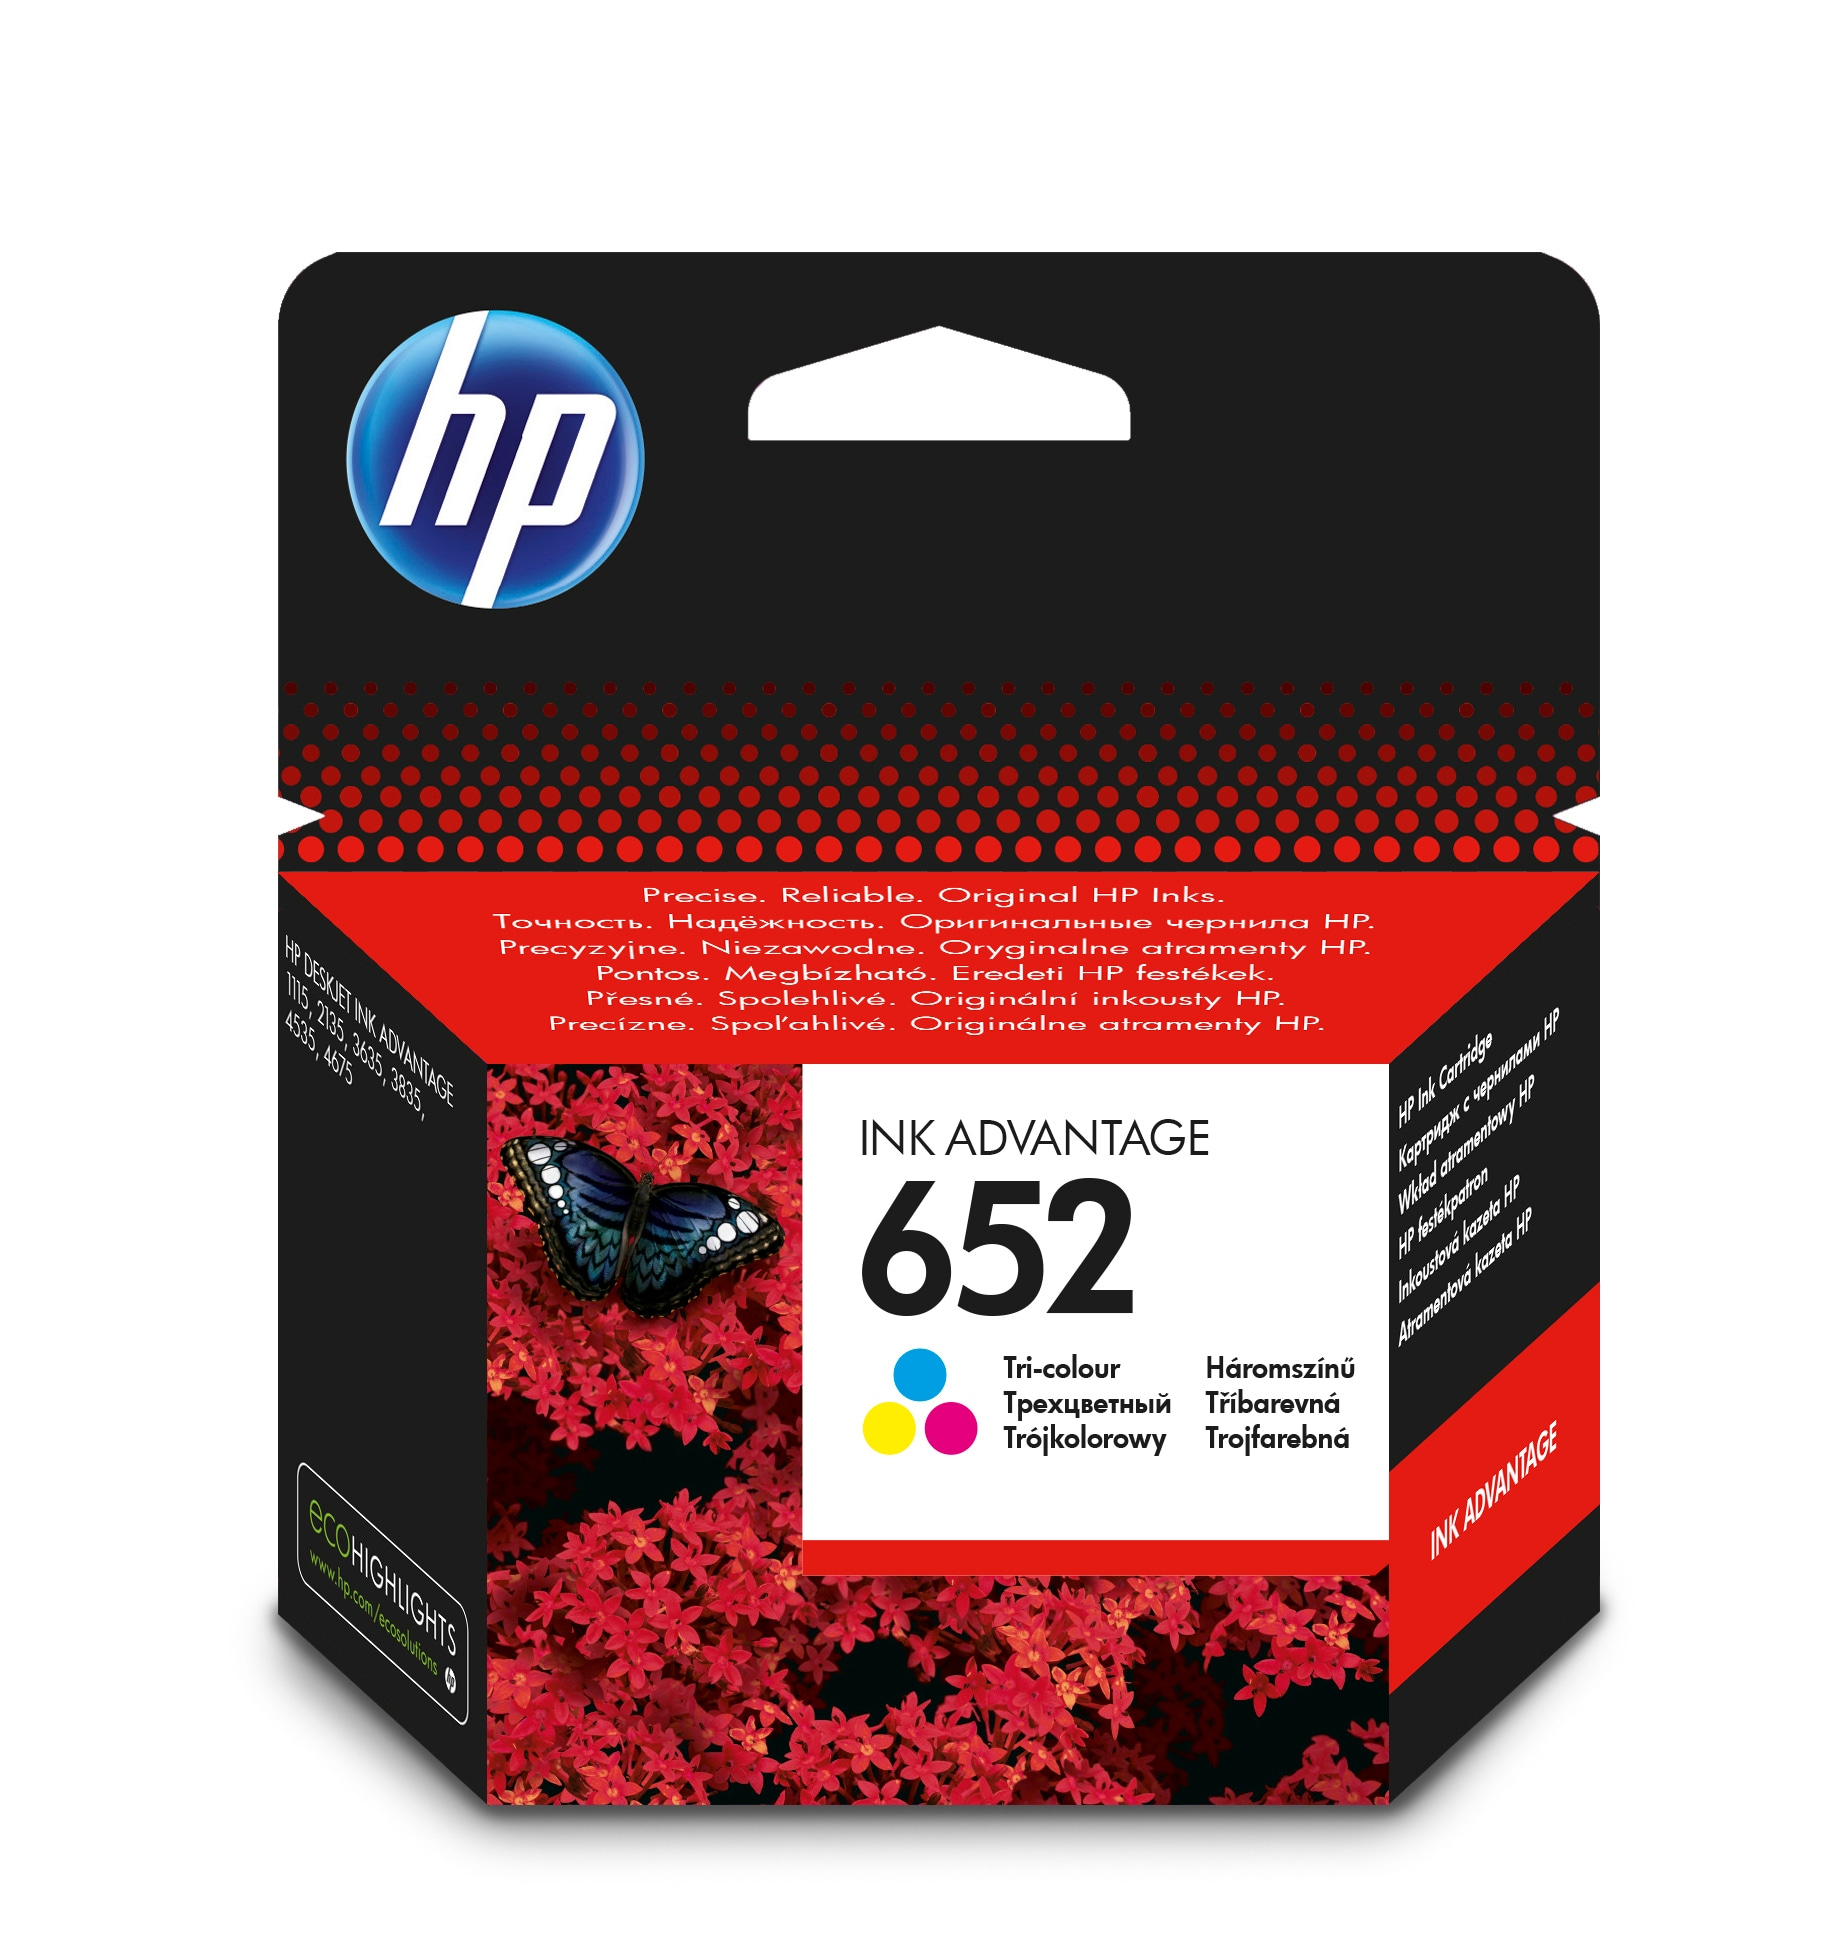 hp
Precise. Reliable. Original HP Inks.
Точность. Надёжность. Оригинальные чернила HP.
Precyzyjne. Niezawodne. Oryginalne atramenty HP.
Pontos. Megbízható. Eredeti HP festékek.
Přesné. Spolehlivé. Originální inkousty HP.
Precízne. Spoľahlivé. Originálne atramenty HP.
HP DESKJET INK ADVANTAGE
1115, 2135, 3635, 3835,
4535, 4675
INK ADVANTAGE
652
Tri-colour
Трехцветный
Trójkolorowy
Háromszínű
Tříbarevná
Trojfarebná
HP Ink Cartridge
Картридж с чернилами HP
Wkład atramentowy HP
HP festékpatron
Inkoustová kazeta HP
Atramentová kazeta HP
INK ADVANTAGE
ecoHIGHLIGHTS
www.hp.com/ecosolutions
hp